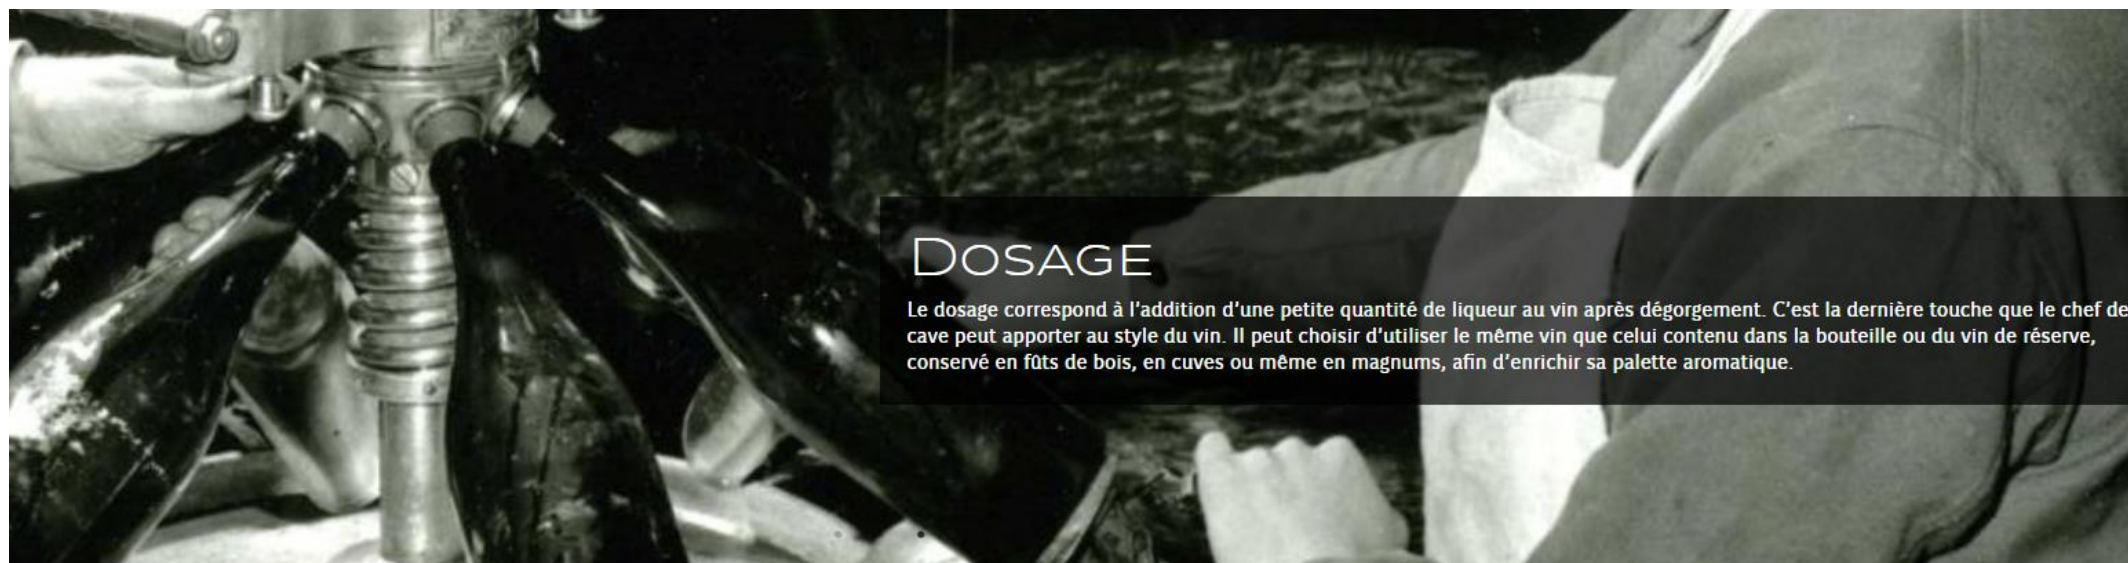 Dosage
Le dosage correspond à l'addition d'une petite quantité de liqueur au vin après dégorgement. C'est la dernière touche que le chef de
cave peut apporter au style du vin. Il peut choisir d'utiliser le même vin que celui contenu dans la bouteille ou du vin de réserve,
conservé en fûts de bois, en cuves ou même en magnums, afin d'enrichir sa palette aromatique.